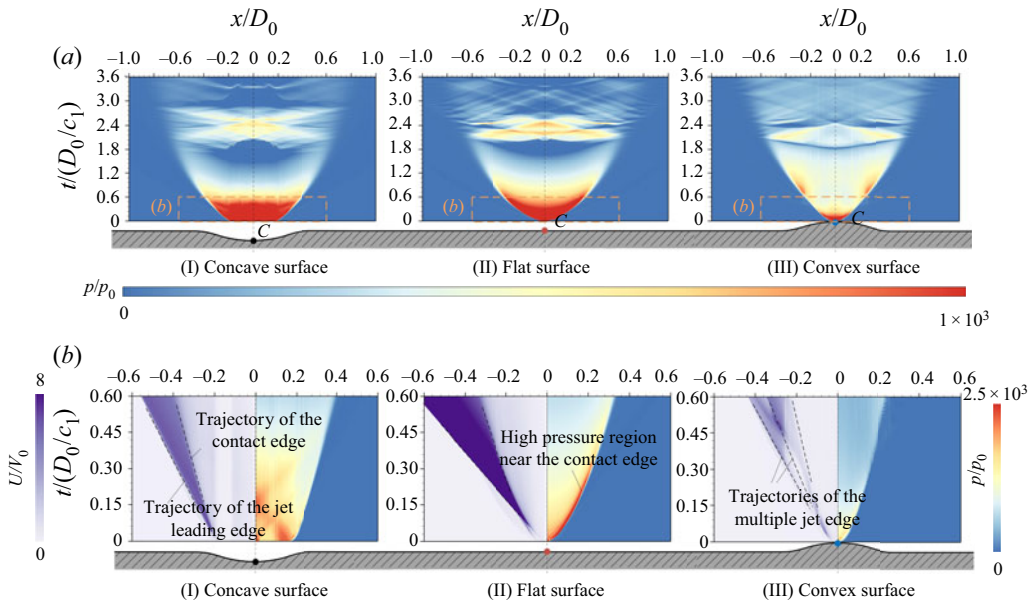 x/D0 x/D0 x/D0
(a) −1.0 −0.6 −0.2 0 0.2 0.6 1.0 −1.0 −0.6 −0.2 0 0.2 0.6 1.0 −1.0 −0.6 −0.2 0 0.2 0.6 1.0
t/(D0/c1)
3.6 3.6 3.6
3.0 3.0 3.0
2.4 2.4 2.4
1.8 1.8 1.8
1.2 1.2 1.2
0.6 0.6 0.6
(b) (b) (b)
0 0 0
C C C
(I) Concave surface (II) Flat surface (III) Convex surface
p/p0
0 1 × 10³
(b) −0.6 −0.4 −0.2 0 0.2 0.4 −0.6 −0.4 −0.2 0 0.2 0.4 −0.6 −0.4 −0.2 0 0.2 0.4 0.6
8
U/V0
0
t/(D0/c1)
0.60 0.60 0.60
0.45 0.45 0.45
0.30 0.30 0.30
0.15 0.15 0.15
0 0 0
Trajectory of the
contact edge
Trajectory of the jet
leading edge
High pressure region
near the contact edge
Trajectories of the
multiple jet edge
2.5 × 10³
p/p0
0
(I) Concave surface (II) Flat surface (III) Convex surface